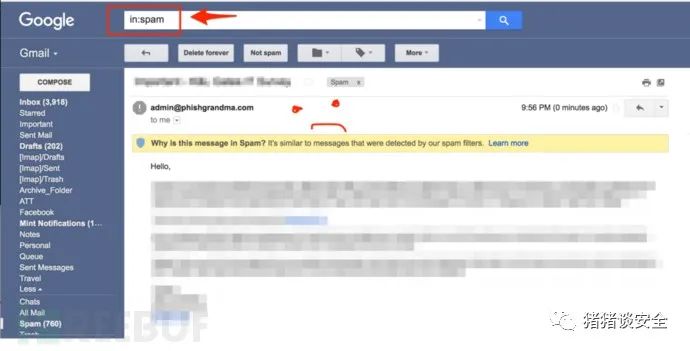 Google
in:spam
Gmail
Delete forever
Not spam
More
COMPOSE
Inbox (3,918)
Starred
Important
Sent Mail
Drafts (202)
[Imap]/Drafts
[Imap]/Sent
[Imap]/Trash
Archive_Folder
ATT
Facebook
Mint Notifications (1...
Notes
Personal
Queue
Sent Messages
Travel
Less
Chats
All Mail
Spam (760)
Spam x
admin@phishgrandma.com
9:56 PM (0 minutes ago)
to me
Why is this message in Spam? It's similar to messages that were detected by our spam filters. Learn more
Hello,
REEBUF
猪猪谈安全